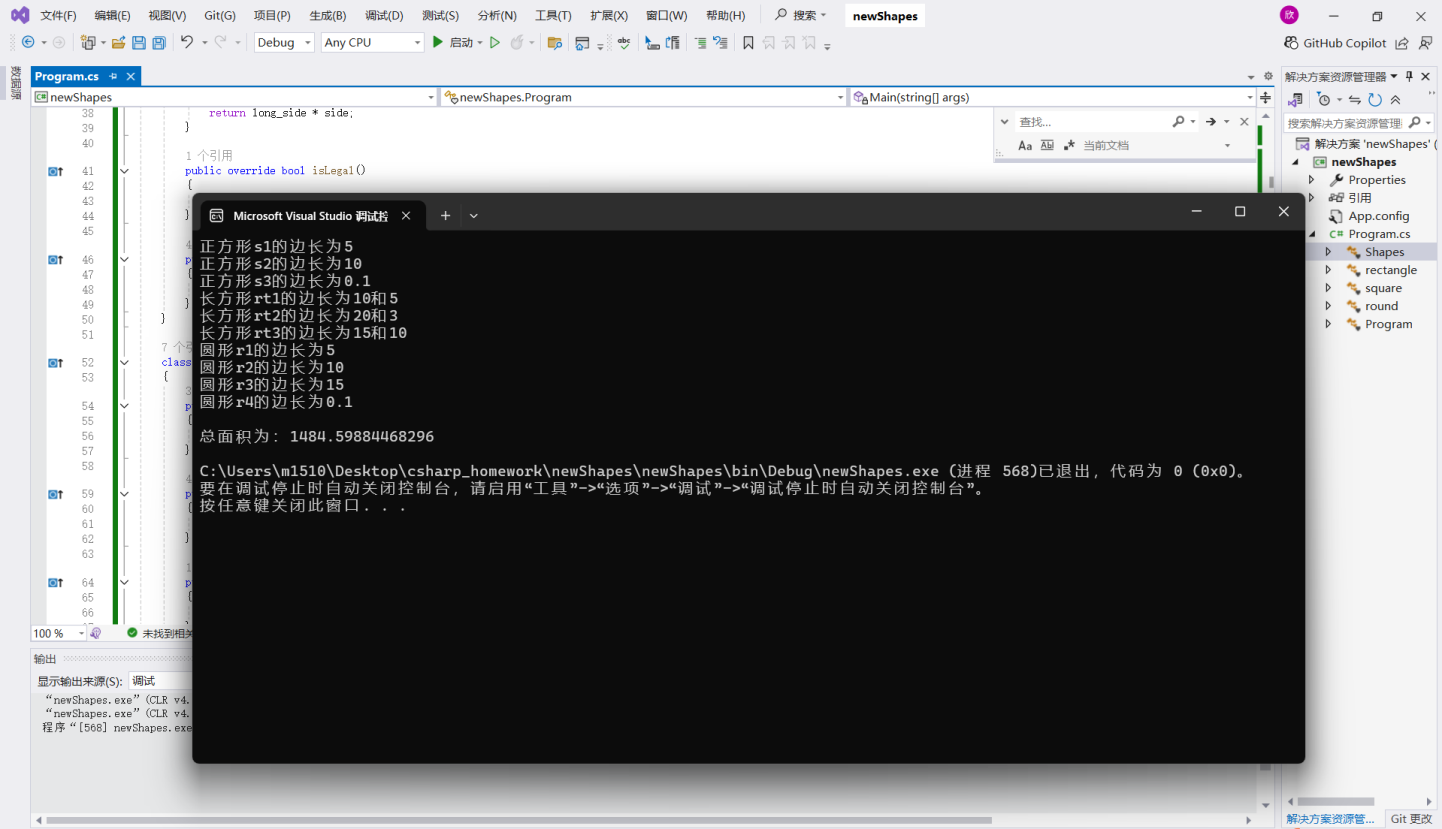 文件(F) 编辑(E) 视图(V) Git(G) 项目(P) 生成(B) 调试(D) 测试(S) 分析(N) 工具(T) 扩展(X) 窗口(W) 帮助(H) 搜索 newShapes 欣
Debug Any CPU 启动 GitHub Copilot
数据源
Program.cs
newShapes newShapes.Program Main(string[] args)
38 return long_side * side;
39 }
40
1 个引用
41 public override bool isLegal()
42 {
43
44 }
45
46
47
48
49 }
50 }
51
7 个
52 class
53 {
54
55
56
57 }
58
59
60
61
62 }
63
64
65
66
查找...
Aa 当前文档
100 % 未找到相关
输出
显示输出来源(S): 调试
“newShapes.exe”(CLR v4.
“newShapes.exe”(CLR v4.
程序“[568] newShapes.exe
Microsoft Visual Studio 调试控
正方形s1的边长为5
正方形s2的边长为10
正方形s3的边长为0.1
长方形rt1的边长为10和5
长方形rt2的边长为20和3
长方形rt3的边长为15和10
圆形r1的边长为5
圆形r2的边长为10
圆形r3的边长为15
圆形r4的边长为0.1
总面积为: 1484.59884468296
C:\Users\m1510\Desktop\csharp_homework\newShapes\newShapes\bin\Debug\newShapes.exe (进程 568)已退出，代码为 0 (0x0)。
要在调试停止时自动关闭控制台，请启用“工具”->“选项”->“调试”->“调试停止时自动关闭控制台”。
按任意键关闭此窗口. . .
解决方案资源管理器
搜索解决方案资源管理
解决方案 'newShapes' (
newShapes
Properties
引用
App.config
Program.cs
Shapes
rectangle
square
round
Program
解决方案资源管... Git 更改